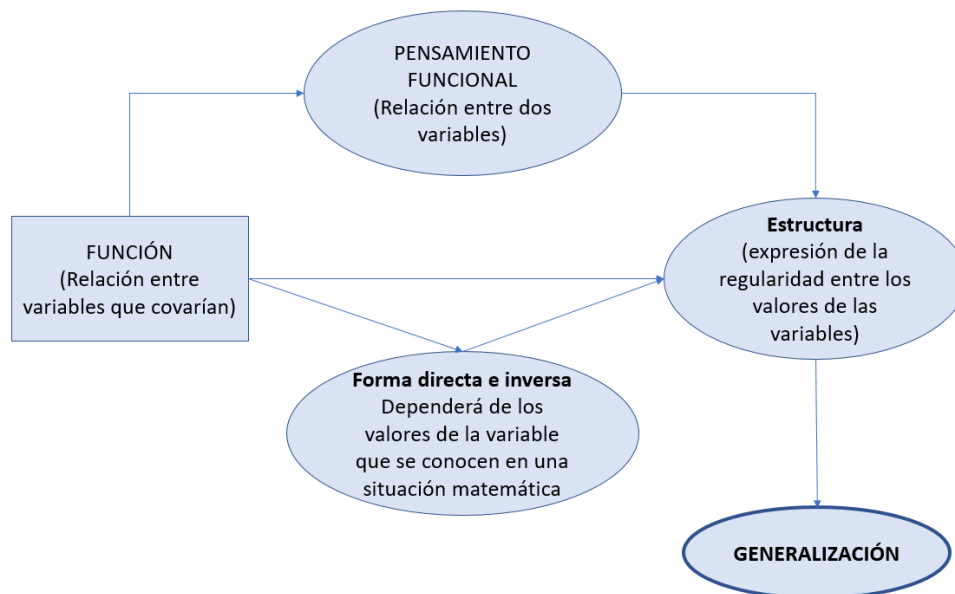 PENSAMIENTO
FUNCIONAL
(Relación entre dos
variables)
FUNCIÓN
(Relación entre
variables que covarían)
Estructura
(expresión de la
regularidad entre los
valores de las
variables)
Forma directa e inversa
Dependerá de los
valores de la variable
que se conocen en una
situación matemática
GENERALIZACIÓN